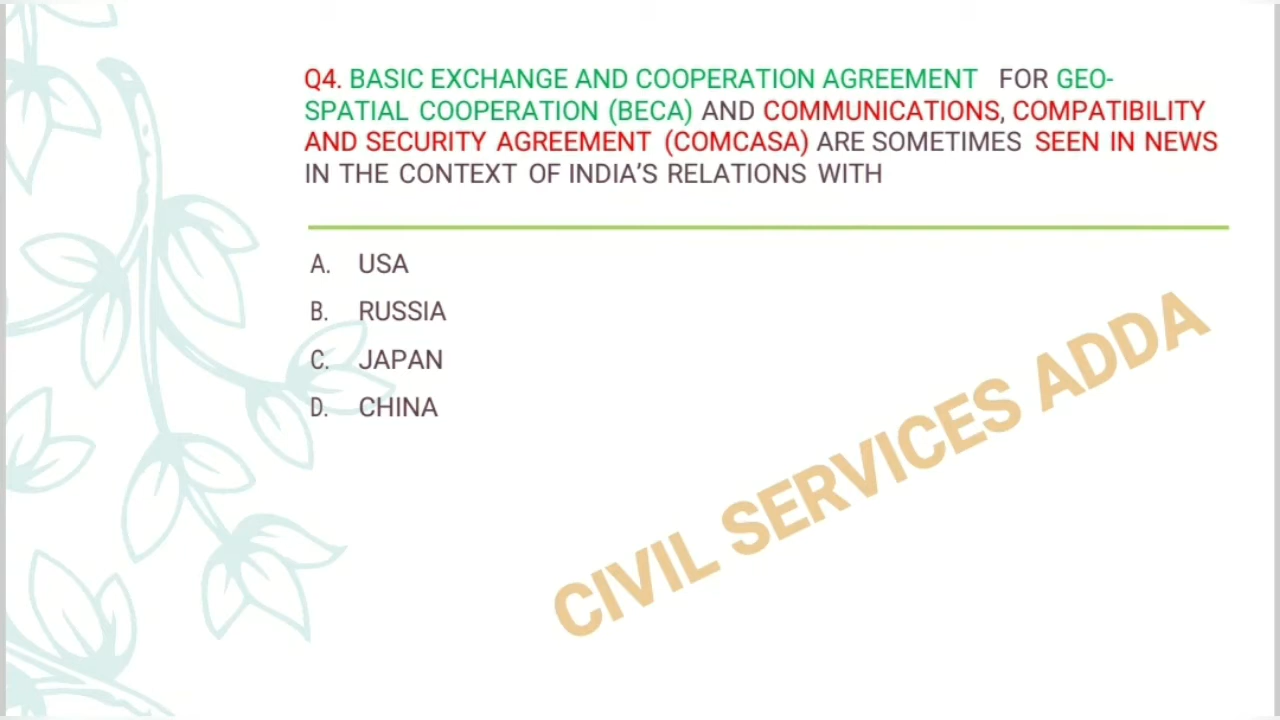 Q4. BASIC EXCHANGE AND COOPERATION AGREEMENT FOR GEO-
SPATIAL COOPERATION (BECA) AND COMMUNICATIONS, COMPATIBILITY
AND SECURITY AGREEMENT (COMCASA) ARE SOMETIMES SEEN IN NEWS
IN THE CONTEXT OF INDIA’S RELATIONS WITH
A. USA
B. RUSSIA
C. JAPAN
D. CHINA
CIVIL SERVICES ADDA